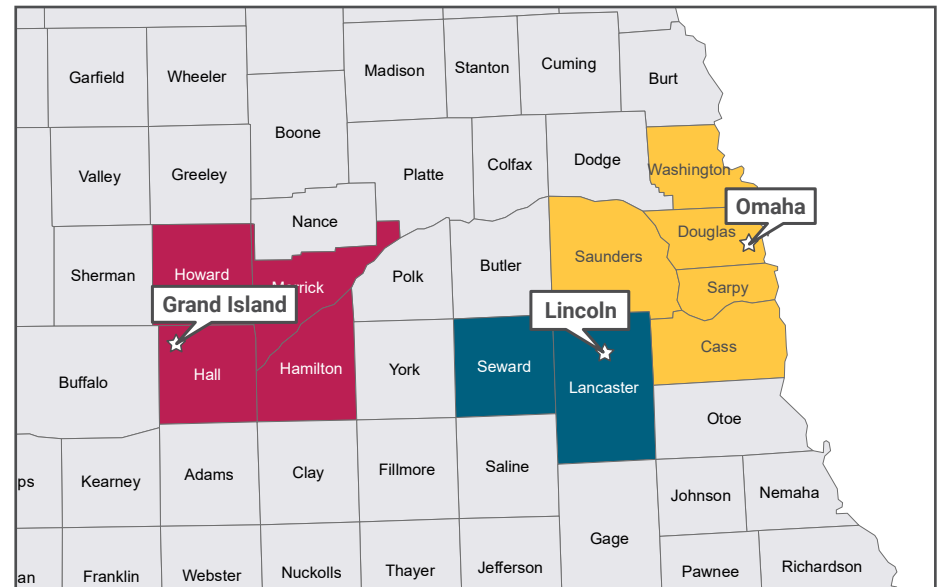 Garfield
Wheeler
Madison
Stanton
Cuming
Burt
Boone
Valley
Greeley
Platte
Colfax
Dodge
Washington
Nance
Omaha
Douglas
Sherman
Howard
Polk
Butler
Saunders
Sarpy
Grand Island
Lincoln
Buffalo
Hall
Hamilton
York
Seward
Lancaster
Cass
Otoe
ps
Kearney
Adams
Clay
Fillmore
Saline
Johnson
Nemaha
Gage
an
Franklin
Webster
Nuckolls
Thayer
Jefferson
Pawnee
Richardson